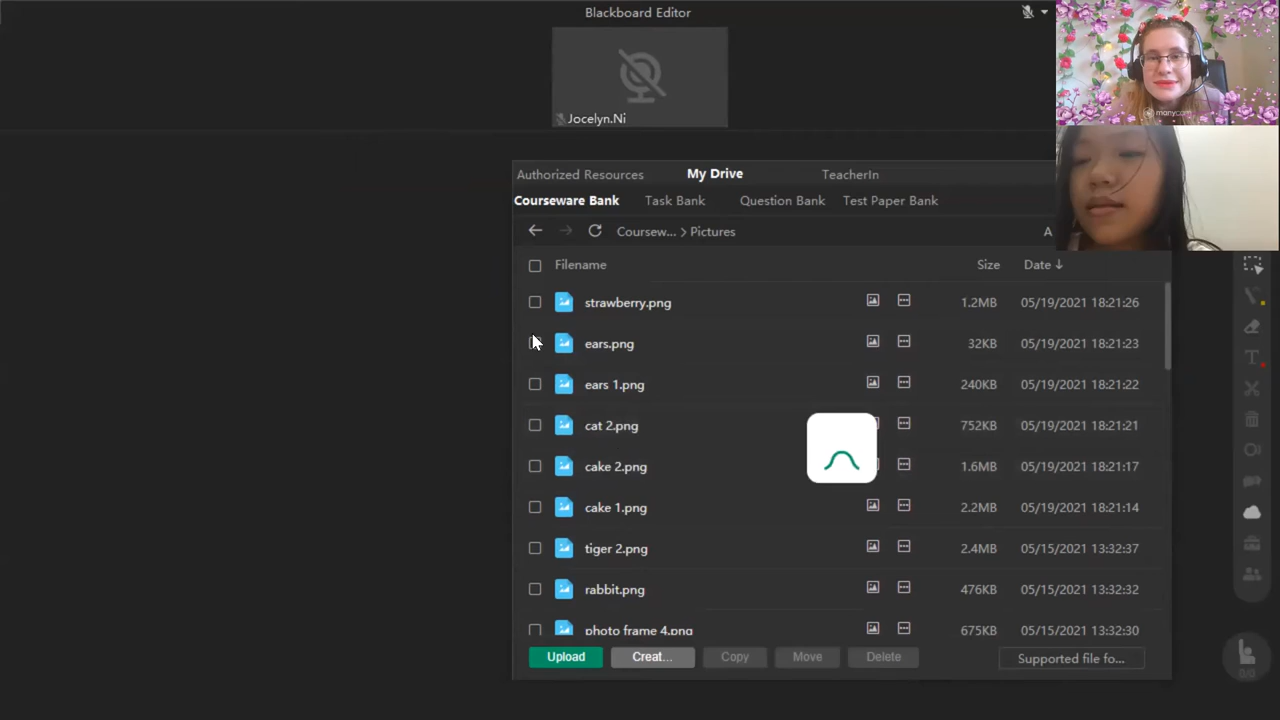 Blackboard Editor
manycam
Jocelyn.Ni
Authorized Resources My Drive TeacherIn
Courseware Bank Task Bank Question Bank Test Paper Bank
Coursew... > Pictures A
Filename Size Date ↓
strawberry.png 1.2MB 05/19/2021 18:21:26
ears.png 32KB 05/19/2021 18:21:23
ears 1.png 240KB 05/19/2021 18:21:22
cat 2.png 752KB 05/19/2021 18:21:21
cake 2.png 1.6MB 05/19/2021 18:21:17
cake 1.png 2.2MB 05/19/2021 18:21:14
tiger 2.png 2.4MB 05/15/2021 13:32:37
rabbit.png 476KB 05/15/2021 13:32:32
photo frame 4.png 675KB 05/15/2021 13:32:30
Upload Creat... Copy Move Delete Supported file fo...
0/0